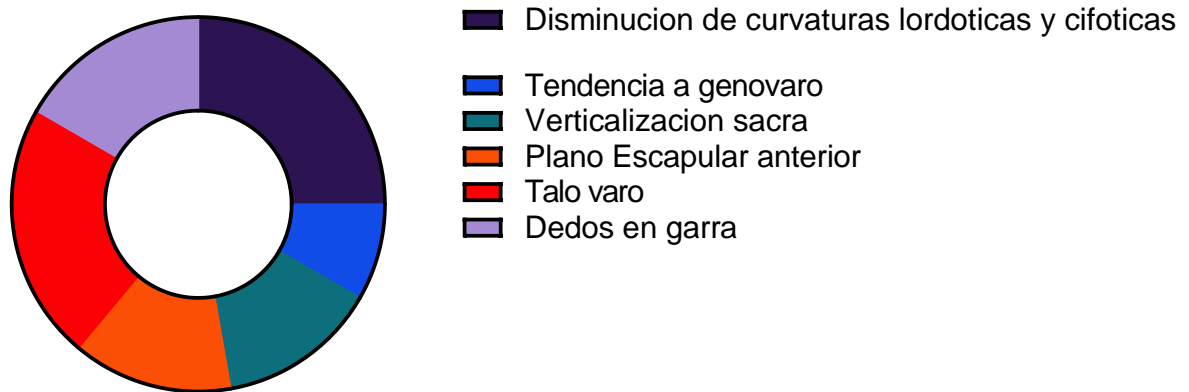 Disminucion de curvaturas lordoticas y cifoticas
Tendencia a genovaro
Verticalizacion sacra
Plano Escapular anterior
Talo varo
Dedos en garra